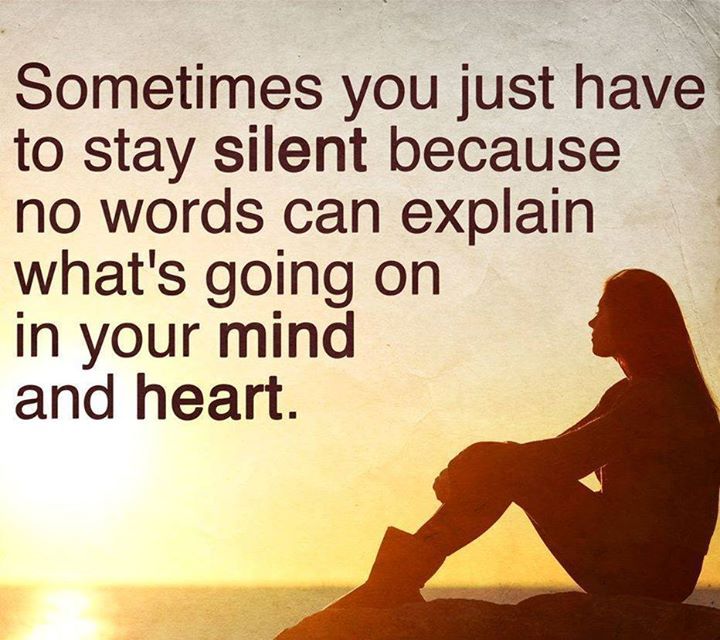 Sometimes you just have
to stay silent because
no words can explain
what's going on
in your mind
and heart.